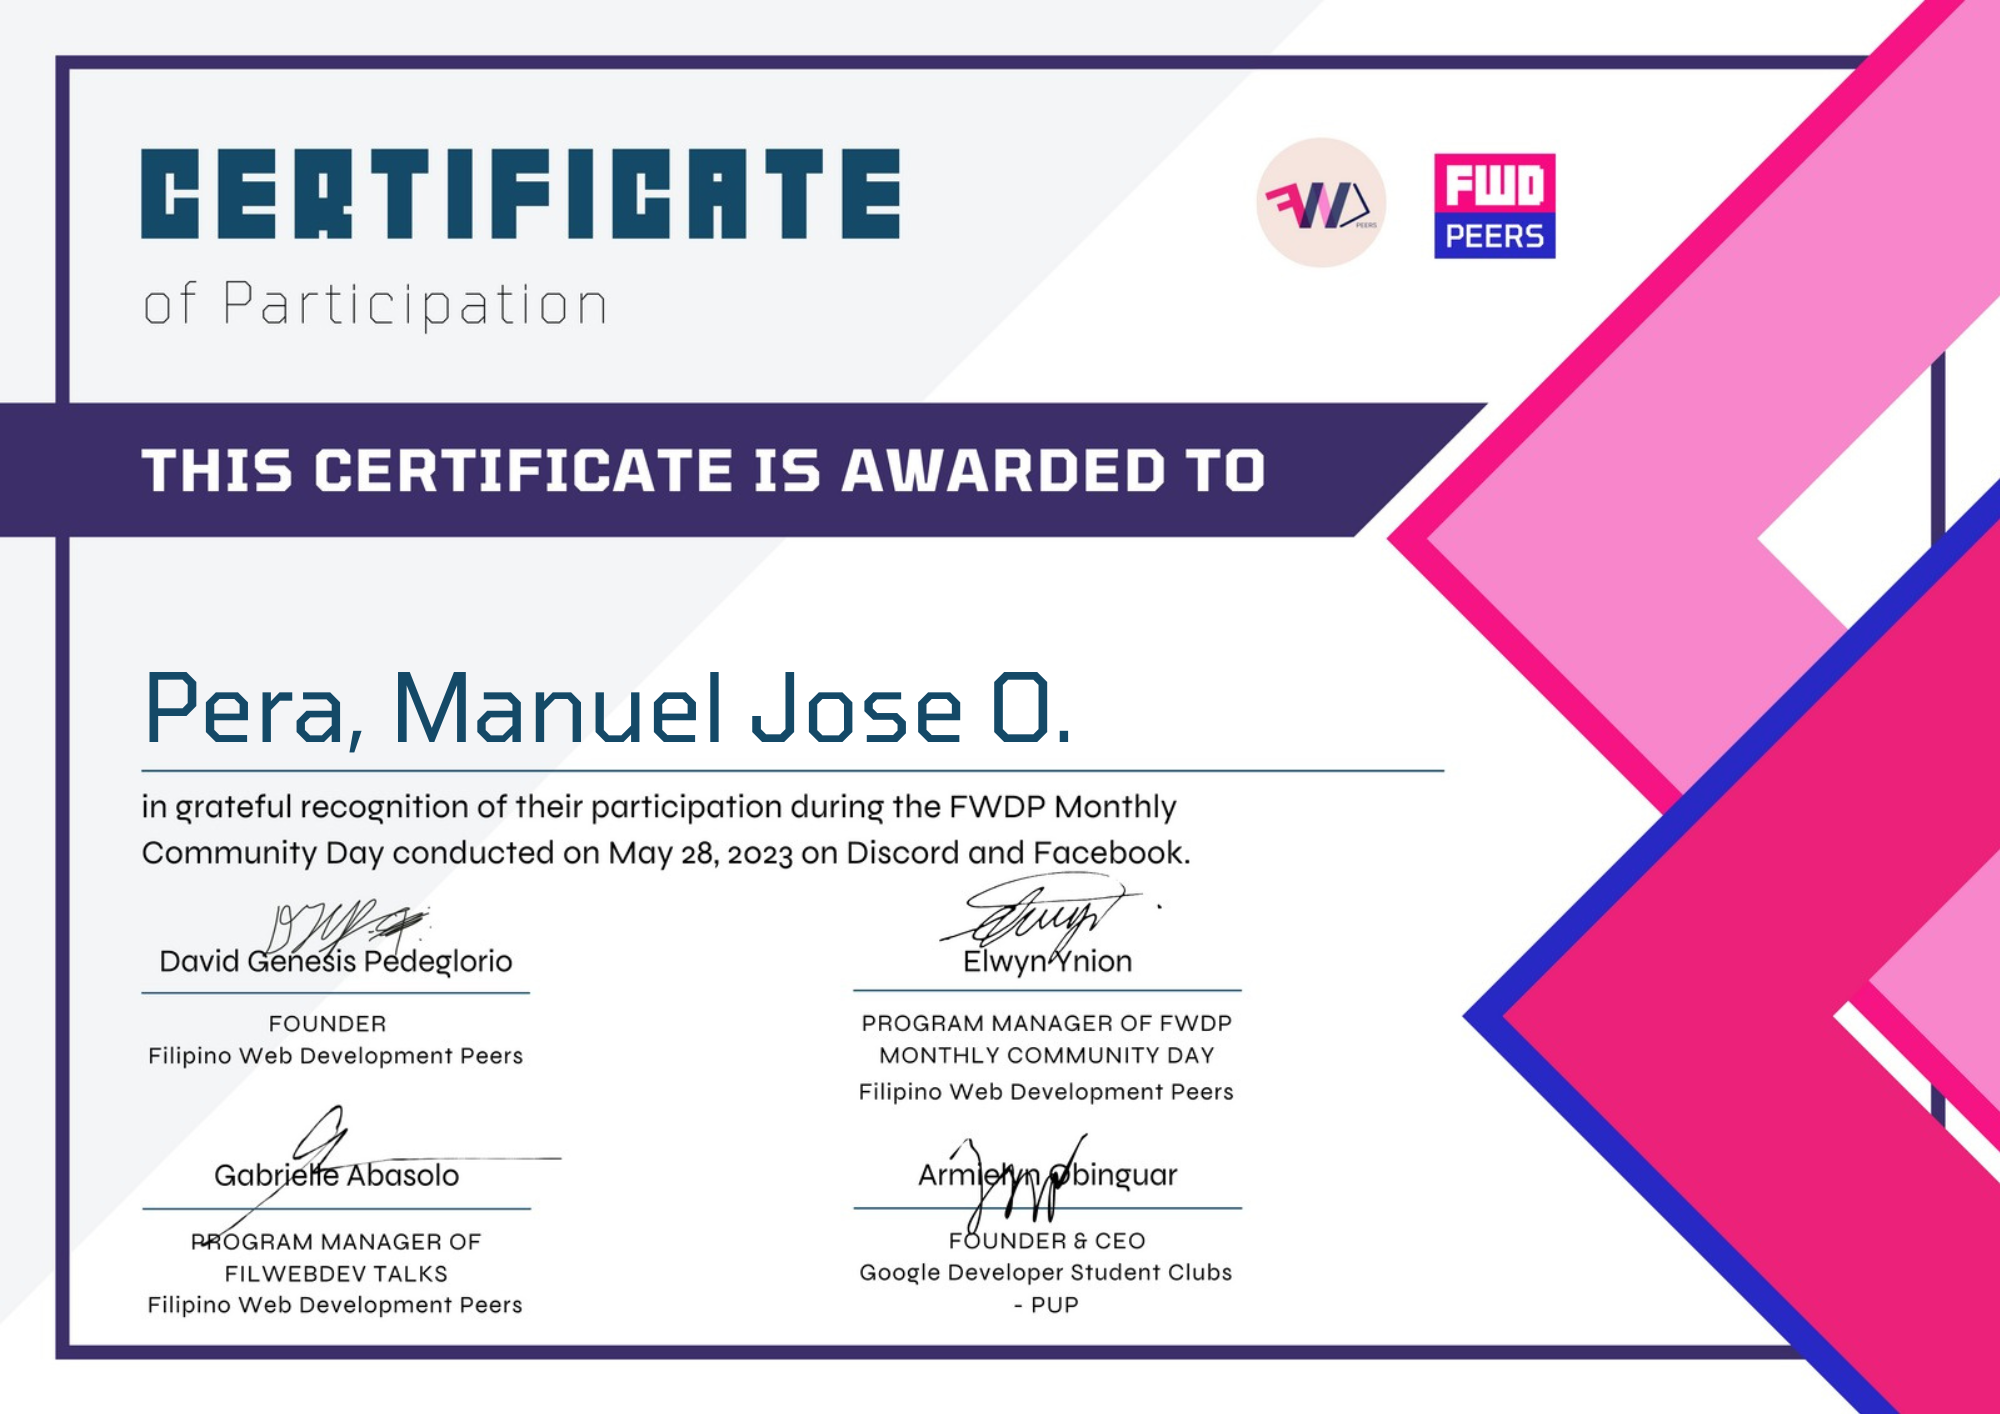 CERTIFICATE
of Participation
FWD
PEERS
FWD
PEERS
THIS CERTIFICATE IS AWARDED TO
Pera, Manuel Jose O.
in grateful recognition of their participation during the FWDP Monthly
Community Day conducted on May 28, 2023 on Discord and Facebook.
David Genesis Pedeglorio
FOUNDER
Filipino Web Development Peers
Elwyn Ynion
PROGRAM MANAGER OF FWDP
MONTHLY COMMUNITY DAY
Filipino Web Development Peers
Gabrielle Abasolo
PROGRAM MANAGER OF
FILWEBDEV TALKS
Filipino Web Development Peers
Armielyn Obinguar
FOUNDER & CEO
Google Developer Student Clubs
- PUP